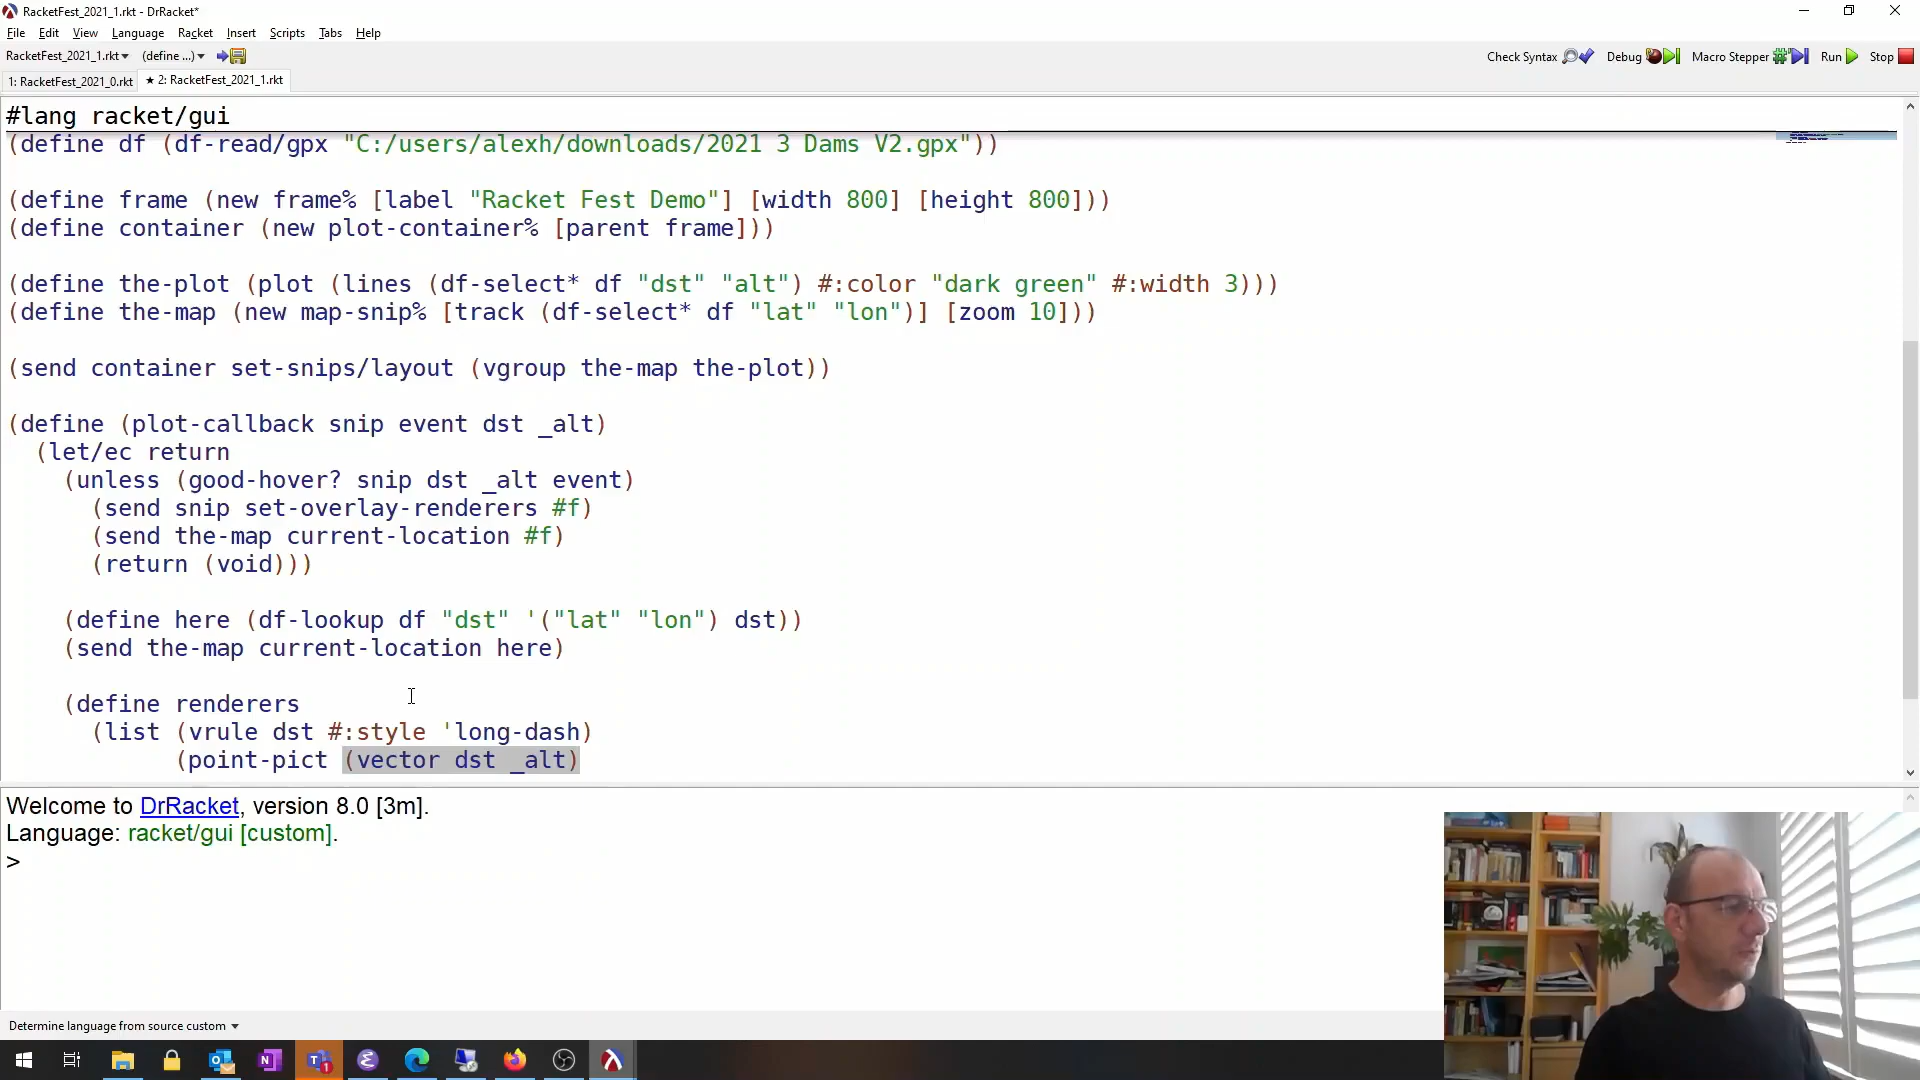 RacketFest_2021_1.rkt - DrRacket*
File Edit View Language Racket Insert Scripts Tabs Help
RacketFest_2021_1.rkt (define ...) Check Syntax Debug Macro Stepper Run Stop
1: RacketFest_2021_0.rkt ★ 2: RacketFest_2021_1.rkt
#lang racket/gui
(define df (df-read/gpx "C:/users/alexh/downloads/2021 3 Dams V2.gpx"))
(define frame (new frame% [label "Racket Fest Demo"] [width 800] [height 800]))
(define container (new plot-container% [parent frame]))
(define the-plot (plot (lines (df-select* df "dst" "alt") #:color "dark green" #:width 3)))
(define the-map (new map-snip% [track (df-select* df "lat" "lon")] [zoom 10]))
(send container set-snips/layout (vgroup the-map the-plot))
(define (plot-callback snip event dst _alt)
(let/ec return
(unless (good-hover? snip dst _alt event)
(send snip set-overlay-renderers #f)
(send the-map current-location #f)
(return (void)))
(define here (df-lookup df "dst" '("lat" "lon") dst))
(send the-map current-location here)
(define renderers
(list (vrule dst #:style 'long-dash)
(point-pict (vector dst _alt)
Welcome to DrRacket, version 8.0 [3m].
Language: racket/gui [custom].
>
Determine language from source custom